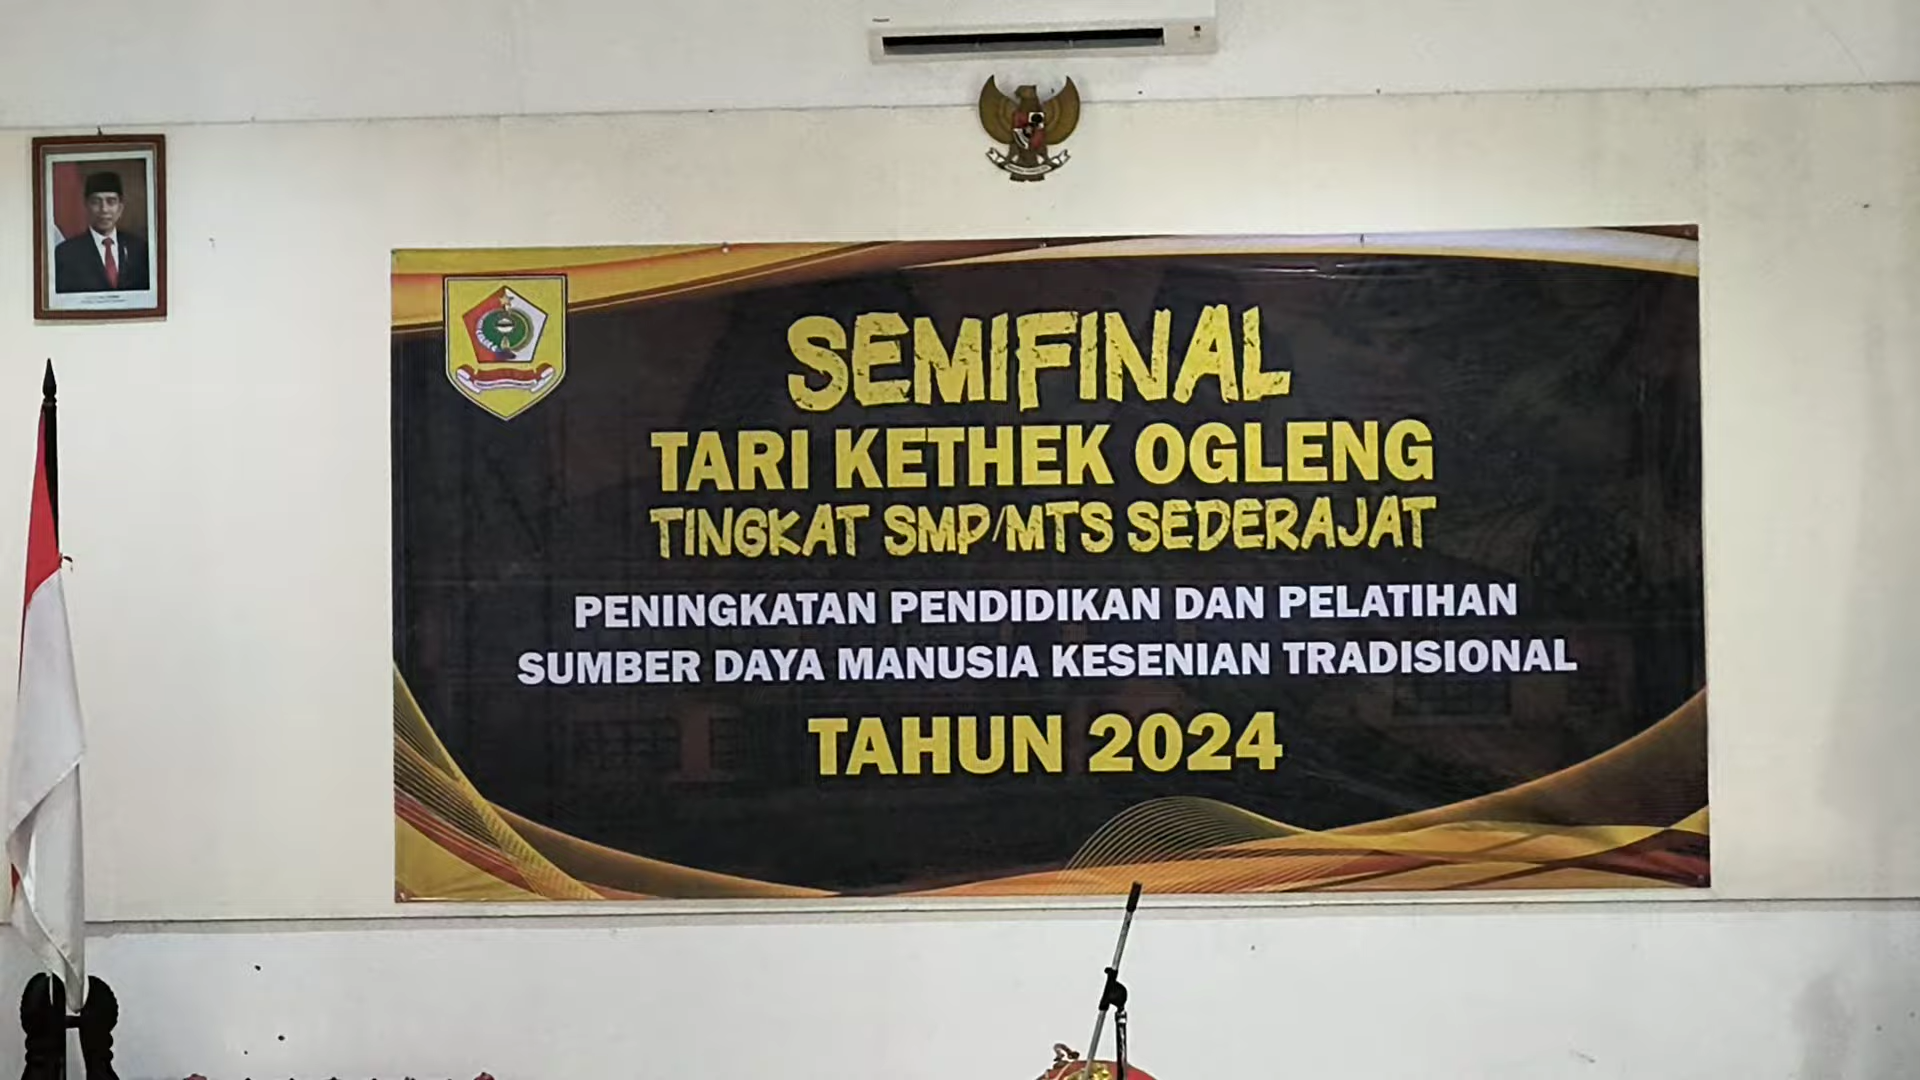 SEMIFINAL
TARI KETHEK OGLENG
TINGKAT SMP/MTS SEDERAJAT
PENINGKATAN PENDIDIKAN DAN PELATIHAN
SUMBER DAYA MANUSIA KESENIAN TRADISIONAL
TAHUN 2024